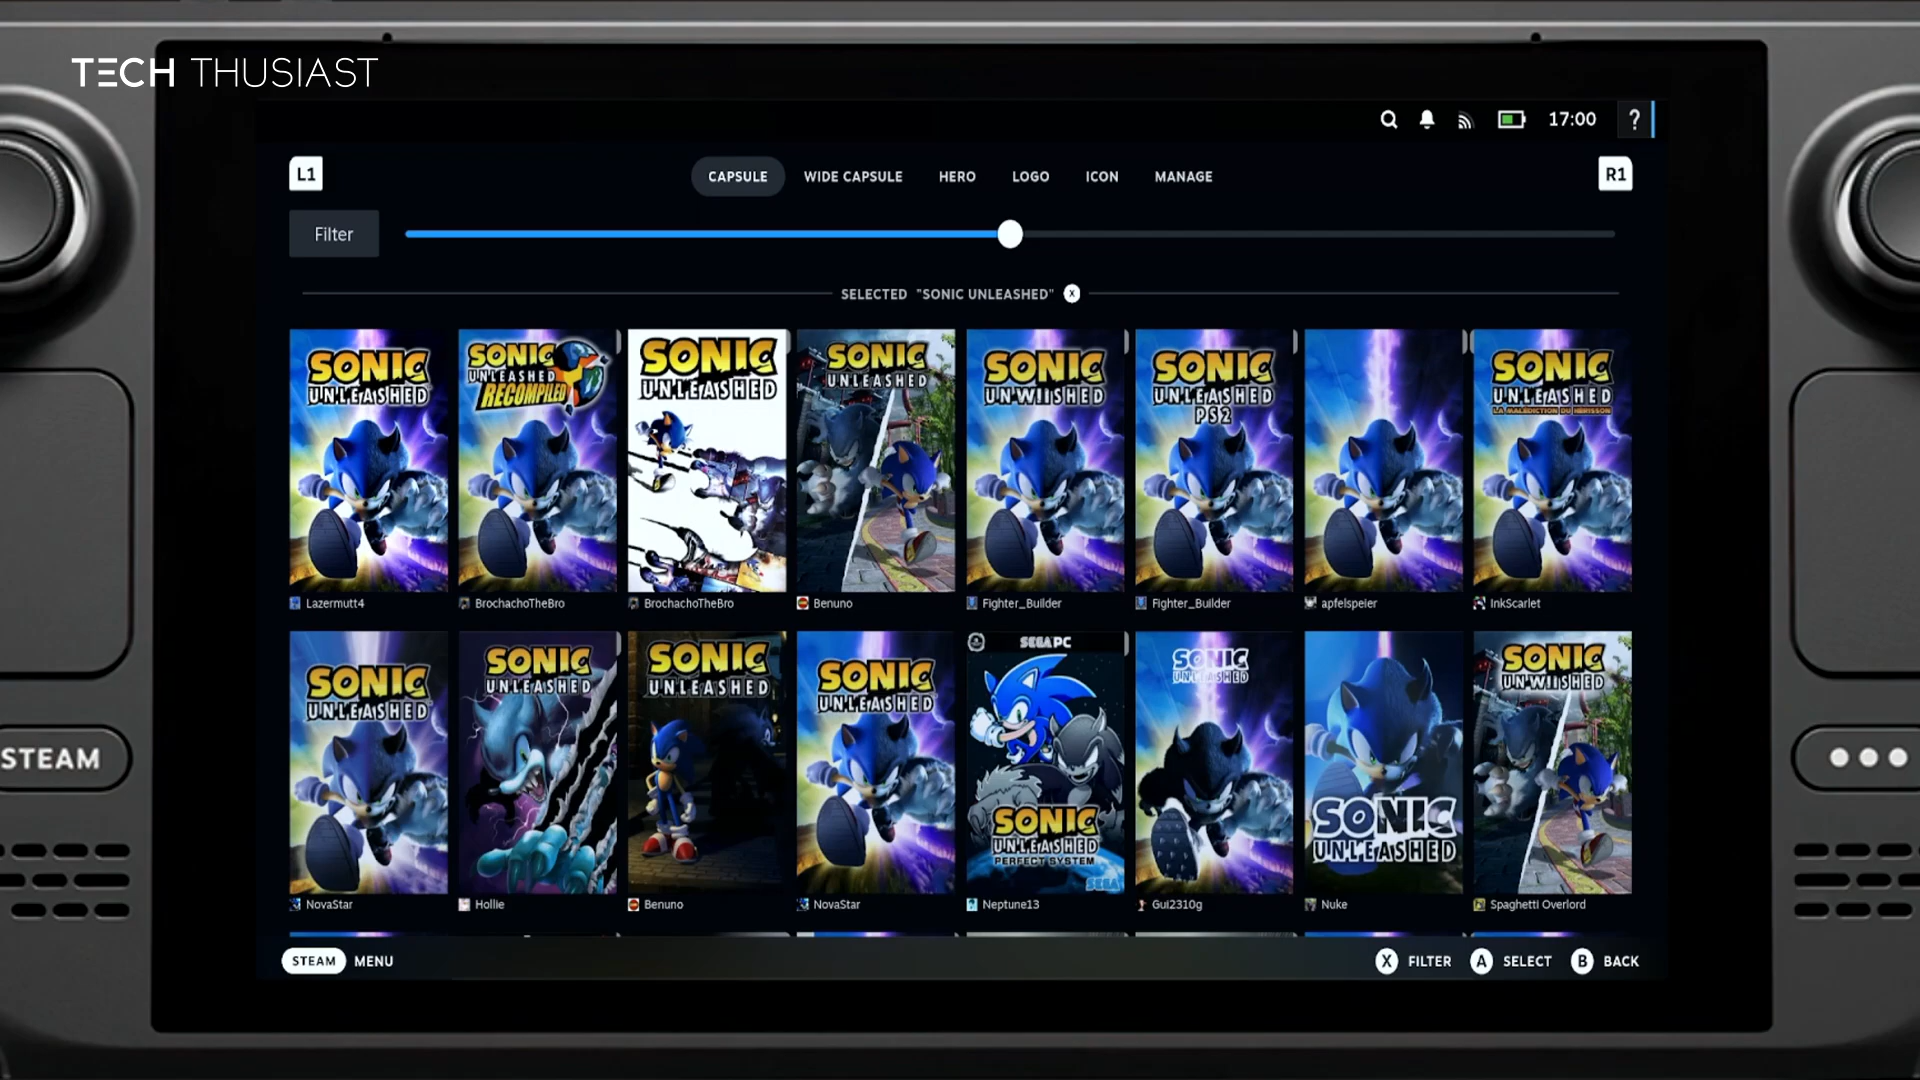 TECH THUSIAST
17:00 ?
L1 CAPSULE WIDE CAPSULE HERO LOGO ICON MANAGE R1
Filter
SELECTED "SONIC UNLEASHED" X
SONIC UNLEASHED
SONIC UNLEASHED RECOMPILED
SONIC UNLEASHED
SONIC UNLEASHED
SONIC UNWIISHED
SONIC UNLEASHED PS2
SONIC UNLEASHED LA MALEDICTION DU HERISSON
Lazermutt4 BrochachoTheBro BrochachoTheBro Benuno Fighter_Builder Fighter_Builder apfelspeier InkScarlet
SONIC UNLEASHED
SONIC UNLEASHED
SONIC UNLEASHED
SONIC UNLEASHED
SEGA PC
SONIC UNLEASHED PERFECT SYSTEM
SEGA
SONIC UNLEASHED
SONIC UNLEASHED
SONIC UNWIISHED
NovaStar Hollie Benuno NovaStar Neptune13 Gui2310g Nuke Spaghetti Overlord
STEAM
STEAM MENU X FILTER A SELECT B BACK